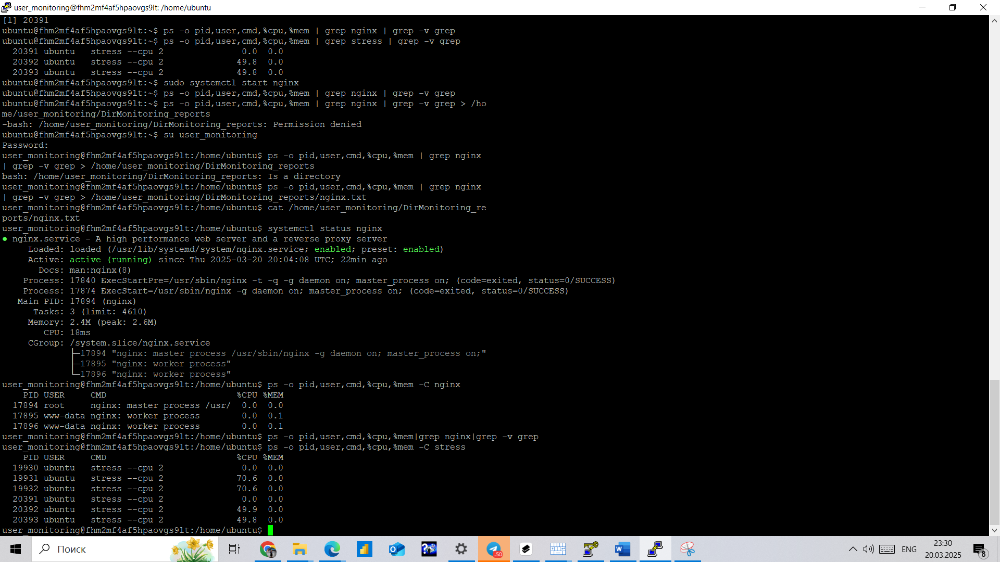 user_monitoring@fhm2mf4af5hpaovgs9lt: /home/ubuntu
[1] 20391
ubuntu@fhm2mf4af5hpaovgs9lt:~$ ps -o pid,user,cmd,%cpu,%mem | grep nginx | grep -v grep
ubuntu@fhm2mf4af5hpaovgs9lt:~$ ps -o pid,user,cmd,%cpu,%mem | grep stress | grep -v grep
  20391 ubuntu   stress --cpu 2               0.0  0.0
  20392 ubuntu   stress --cpu 2              49.8  0.0
  20393 ubuntu   stress --cpu 2              49.8  0.0
ubuntu@fhm2mf4af5hpaovgs9lt:~$ sudo systemctl start nginx
ubuntu@fhm2mf4af5hpaovgs9lt:~$ ps -o pid,user,cmd,%cpu,%mem | grep nginx | grep -v grep
ubuntu@fhm2mf4af5hpaovgs9lt:~$ ps -o pid,user,cmd,%cpu,%mem | grep nginx | grep -v grep > /ho
me/user_monitoring/DirMonitoring_reports
-bash: /home/user_monitoring/DirMonitoring_reports: Permission denied
ubuntu@fhm2mf4af5hpaovgs9lt:~$ su user_monitoring
Password:
user_monitoring@fhm2mf4af5hpaovgs9lt:/home/ubuntu$ ps -o pid,user,cmd,%cpu,%mem | grep nginx
| grep -v grep > /home/user_monitoring/DirMonitoring_reports
bash: /home/user_monitoring/DirMonitoring_reports: Is a directory
user_monitoring@fhm2mf4af5hpaovgs9lt:/home/ubuntu$ ps -o pid,user,cmd,%cpu,%mem | grep nginx
| grep -v grep > /home/user_monitoring/DirMonitoring_reports/nginx.txt
user_monitoring@fhm2mf4af5hpaovgs9lt:/home/ubuntu$ cat /home/user_monitoring/DirMonitoring_re
ports/nginx.txt
user_monitoring@fhm2mf4af5hpaovgs9lt:/home/ubuntu$ systemctl status nginx
● nginx.service - A high performance web server and a reverse proxy server
     Loaded: loaded (/usr/lib/systemd/system/nginx.service; enabled; preset: enabled)
     Active: active (running) since Thu 2025-03-20 20:04:08 UTC; 22min ago
       Docs: man:nginx(8)
    Process: 17840 ExecStartPre=/usr/sbin/nginx -t -q -g daemon on; master_process on; (code=exited, status=0/SUCCESS)
    Process: 17874 ExecStart=/usr/sbin/nginx -g daemon on; master_process on; (code=exited, status=0/SUCCESS)
   Main PID: 17894 (nginx)
      Tasks: 3 (limit: 4610)
     Memory: 2.4M (peak: 2.6M)
        CPU: 18ms
     CGroup: /system.slice/nginx.service
             ├─17894 "nginx: master process /usr/sbin/nginx -g daemon on; master_process on;"
             ├─17895 "nginx: worker process"
             └─17896 "nginx: worker process"
user_monitoring@fhm2mf4af5hpaovgs9lt:/home/ubuntu$ ps -o pid,user,cmd,%cpu,%mem -C nginx
    PID USER     CMD                         %CPU %MEM
  17894 root     nginx: master process /usr/  0.0  0.0
  17895 www-data nginx: worker process        0.0  0.1
  17896 www-data nginx: worker process        0.0  0.1
user_monitoring@fhm2mf4af5hpaovgs9lt:/home/ubuntu$ ps -o pid,user,cmd,%cpu,%mem|grep nginx|grep -v grep
user_monitoring@fhm2mf4af5hpaovgs9lt:/home/ubuntu$ ps -o pid,user,cmd,%cpu,%mem -C stress
    PID USER     CMD                         %CPU %MEM
  19930 ubuntu   stress --cpu 2               0.0  0.0
  19931 ubuntu   stress --cpu 2              70.6  0.0
  19932 ubuntu   stress --cpu 2              70.6  0.0
  20391 ubuntu   stress --cpu 2               0.0  0.0
  20392 ubuntu   stress --cpu 2              49.9  0.0
  20393 ubuntu   stress --cpu 2              49.8  0.0
user_monitoring@fhm2mf4af5hpaovgs9lt:/home/ubuntu$
Поиск
..50
ENG
23:30
20.03.2025
8